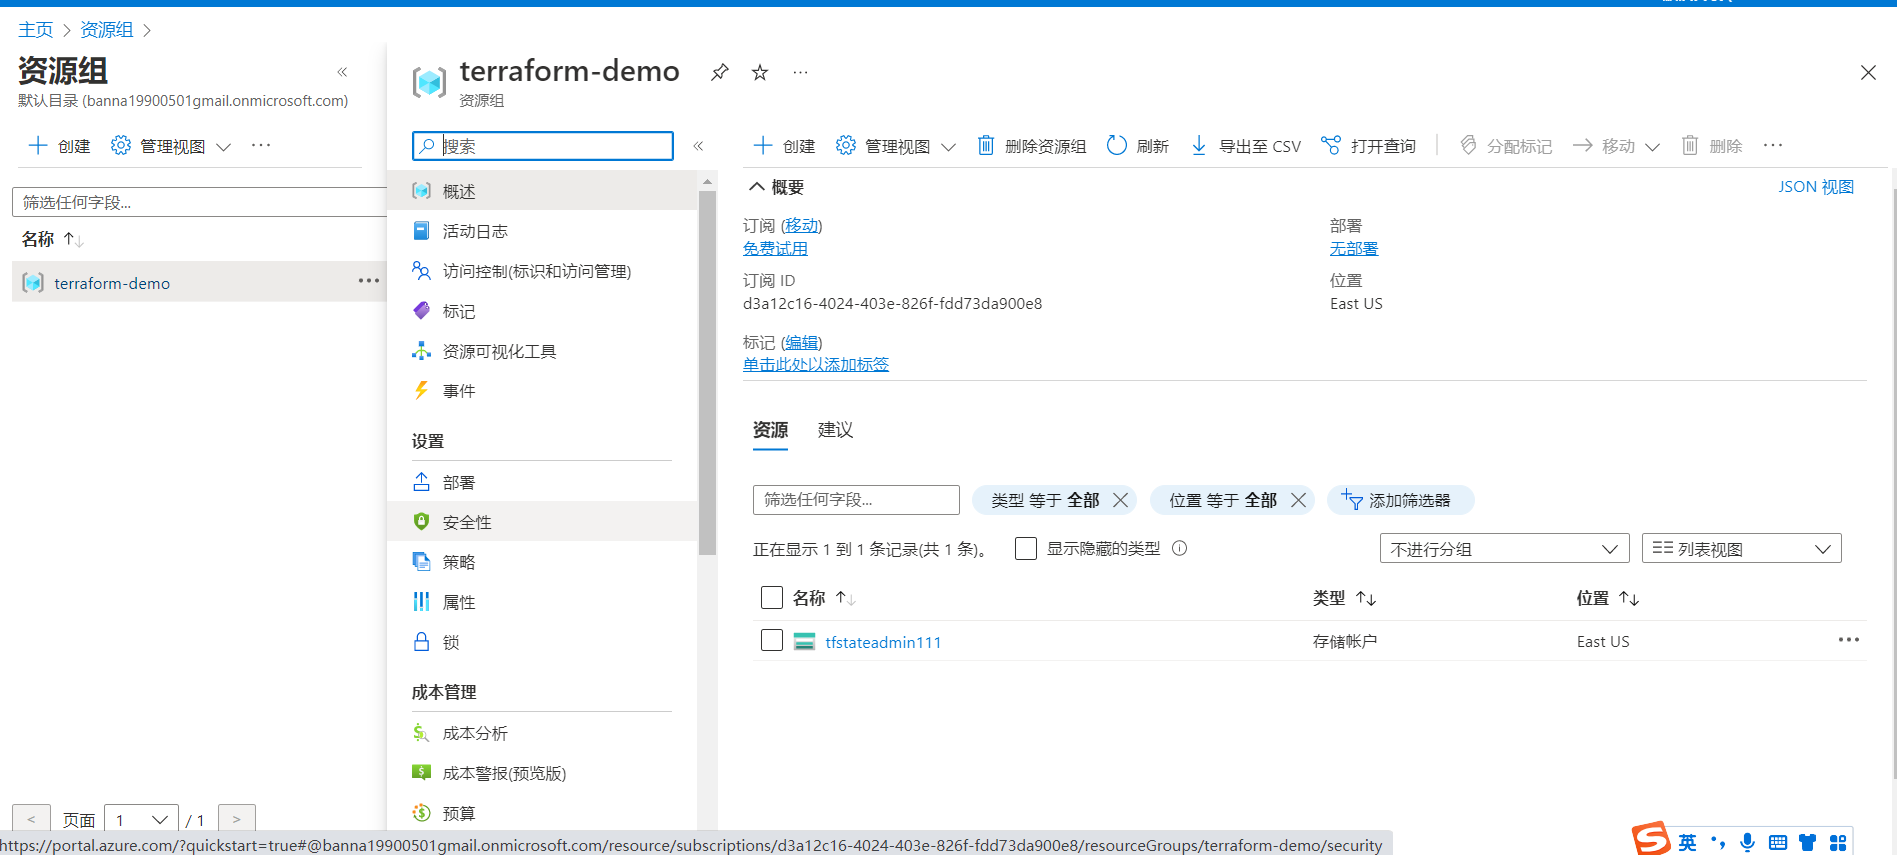 主页 > 资源组 >
资源组
«
默认目录 (banna19900501gmail.onmicrosoft.com)
创建 管理视图 ...
筛选任何字段...
名称 ↑↓
terraform-demo ...
< 页面 1 / 1 >
terraform-demo ...
资源组
搜索
«
概述
活动日志
访问控制(标识和访问管理)
标记
资源可视化工具
事件
设置
部署
安全性
策略
属性
锁
成本管理
成本分析
成本警报(预览版)
预算
创建 管理视图 删除资源组 刷新 导出至 CSV 打开查询 分配标记 移动 删除 ...
概要
JSON 视图
订阅 (移动)
免费试用
订阅 ID
d3a12c16-4024-403e-826f-fdd73da900e8
标记 (编辑)
单击此处以添加标签
部署
无部署
位置
East US
资源 建议
筛选任何字段... 类型 等于 全部 位置 等于 全部 添加筛选器
正在显示 1 到 1 条记录(共 1 条)。 显示隐藏的类型 不进行分组 列表视图
名称 ↑↓ 类型 ↑↓ 位置 ↑↓
tfstateadmin111 存储帐户 East US ...
https://portal.azure.com/?quickstart=true#@banna19900501gmail.onmicrosoft.com/resource/subscriptions/d3a12c16-4024-403e-826f-fdd73da900e8/resourceGroups/terraform-demo/security
英